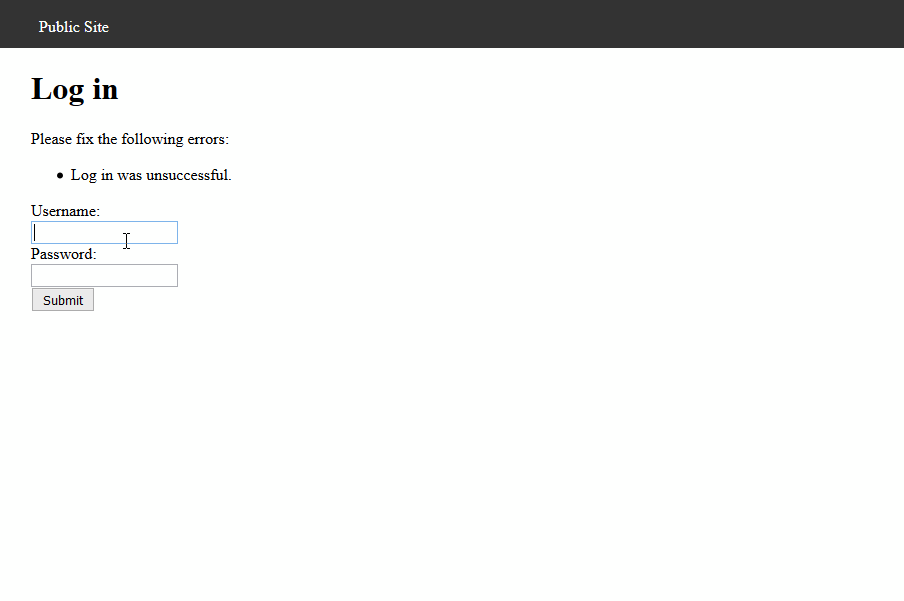 Public Site
Log in
Please fix the following errors:
Log in was unsuccessful.
Username:
Password:
Submit